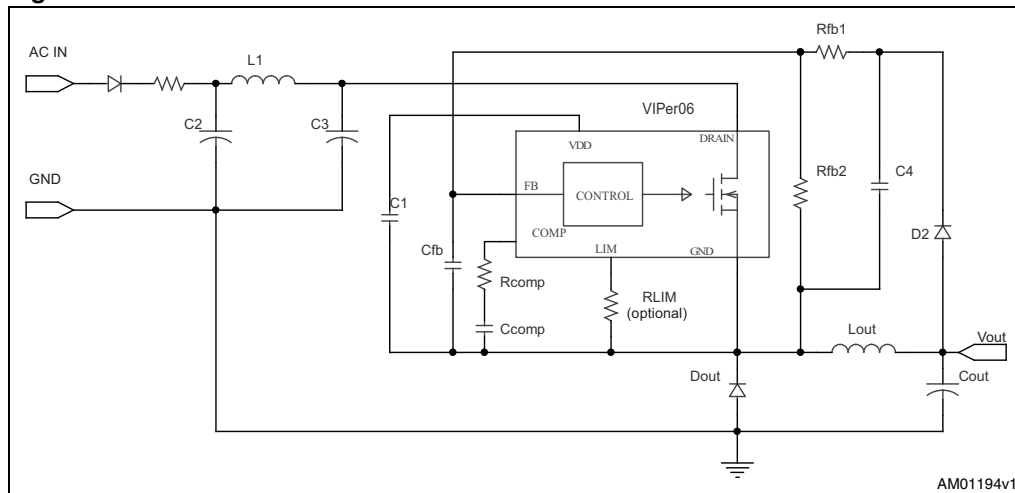 AC IN
L1
Rfb1
VIPer06
C2
C3
VDD
DRAIN
GND
C1
FB
CONTROL
Rfb2
C4
D2
Cfb
COMP
LIM
GND
Rcomp
RLIM
(optional)
Ccomp
Lout
Vout
Dout
Cout
AM01194v1